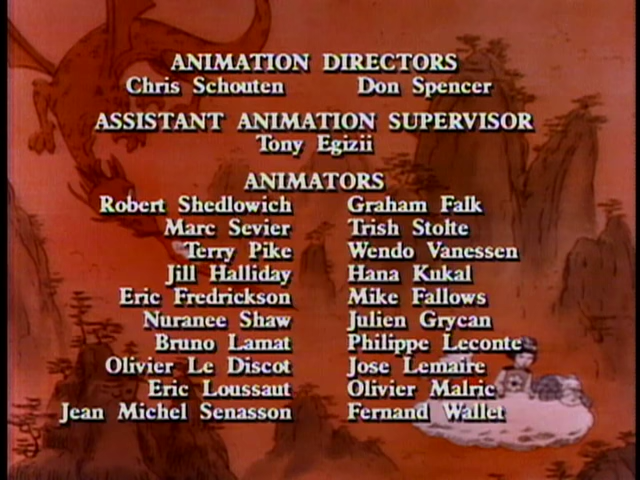 ANIMATION DIRECTORS
Chris Schouten Don Spencer
ASSISTANT ANIMATION SUPERVISOR
Tony Egizii
ANIMATORS
Robert Shedlowich Graham Falk
Marc Sevier Trish Stolte
Terry Pike Wendo Vanessen
Jill Halliday Hana Kukal
Eric Fredrickson Mike Fallows
Nuranee Shaw Julien Grycan
Bruno Lamat Philippe Leconte
Olivier Le Discot Jose Lemaire
Eric Loussaut Olivier Malric
Jean Michel Senasson Fernand Wallet